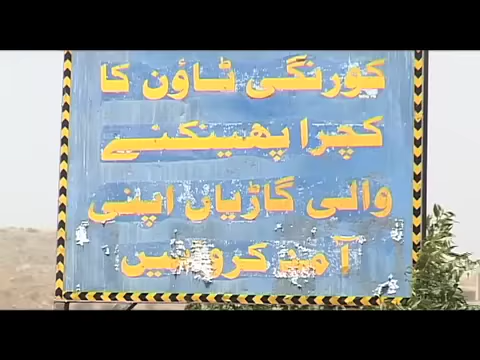 کورنگی ٹاؤن کا
کچرا پھینکنے
والی گاڑیاں اپنی
آمد کروائیں